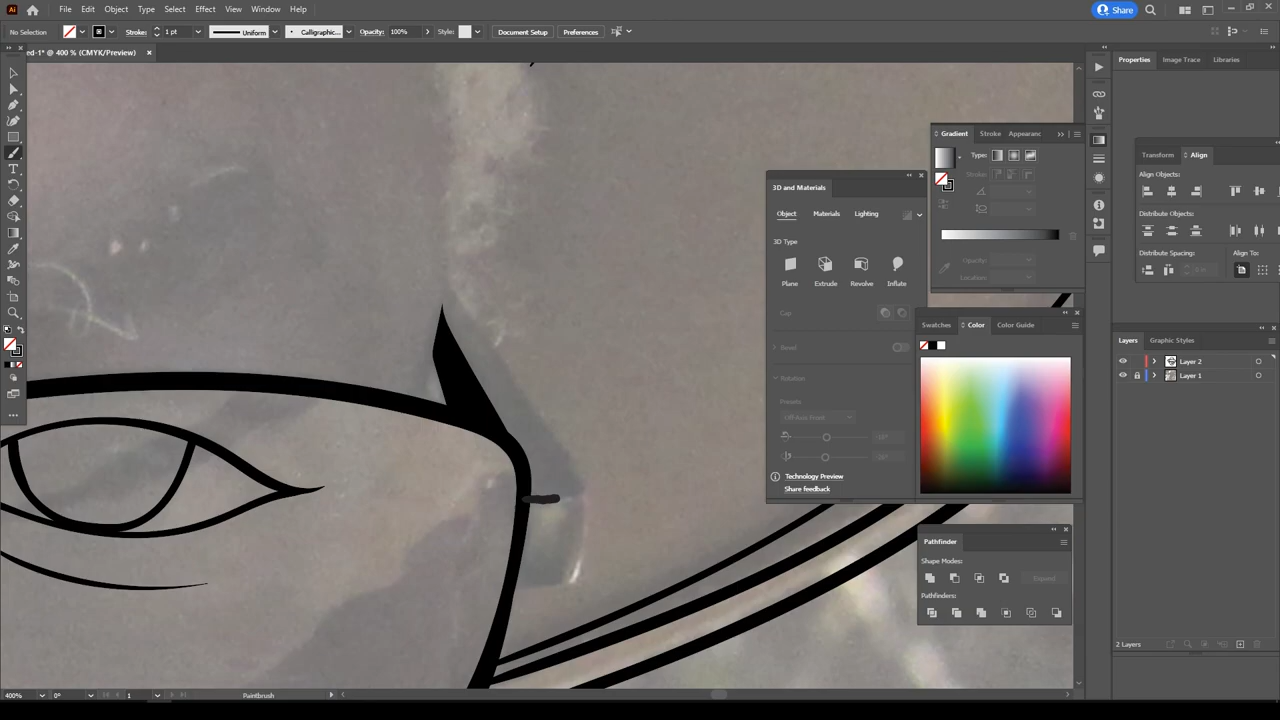 Ai File Edit Object Type Select Effect View Window Help Share
No Selection Stroke: 1 pt Uniform Calligraphic... Opacity: 100% Style: Document Setup Preferences
ed-1* @ 400 % (CMYK/Preview)
Properties Image Trace Libraries
Gradient Stroke Appearanc
Type:
Stroke:
Opacity:
Location:
Transform Align
Align Objects:
Distribute Objects:
Distribute Spacing: Align To:
3D and Materials
Object Materials Lighting
3D Type
Plane Extrude Revolve Inflate
Cap
Bevel
Rotation
Presets
Off-Axis Front
Technology Preview
Share feedback
Swatches Color Color Guide
Layers Graphic Styles
Layer 2
Layer 1
Pathfinder
Shape Modes:
Expand
Pathfinders:
2 Layers
400% 0° 1 Paintbrush